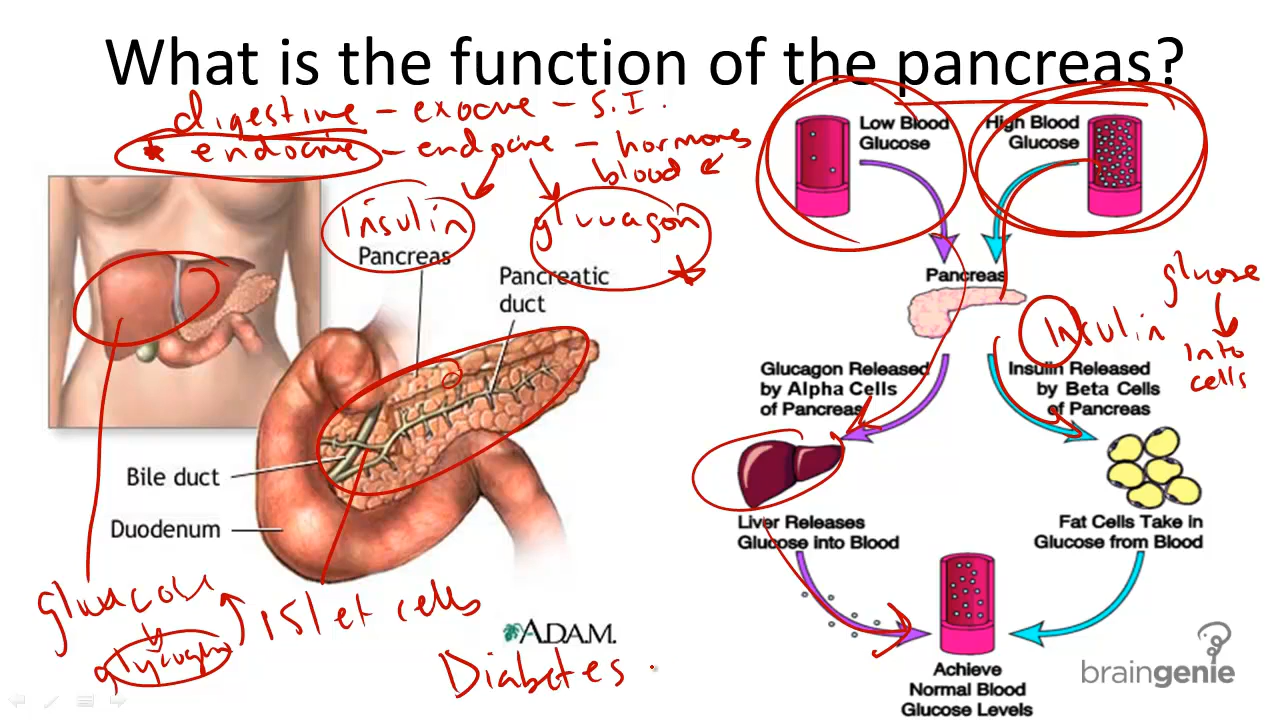 What is the function of the pancreas?
digestive - exocrine - S.I.
* endocrine - endocrine - hormones
blood
Insulin
glucagon
Pancreas
Pancreatic
duct
Bile duct
Duodenum
glucose
glycogen
islet cells
A.D.A.M.
Diabetes
Low Blood
Glucose
High Blood
Glucose
Pancreas
Insulin
glucose
into
cells
Glucagon Released
by Alpha Cells
of Pancreas
Insulin Released
by Beta Cells
of Pancreas
Liver Releases
Glucose into Blood
Fat Cells Take in
Glucose from Blood
Achieve
Normal Blood
Glucose Levels
braingenie